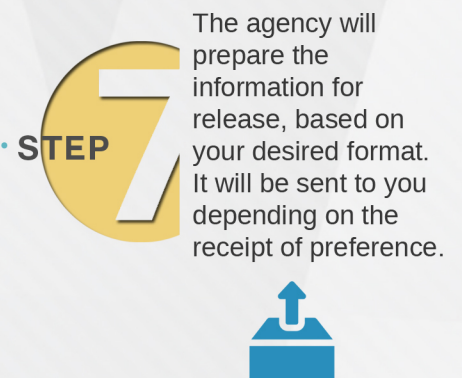 STEP 7
The agency will
prepare the
information for
release, based on
your desired format.
It will be sent to you
depending on the
receipt of preference.